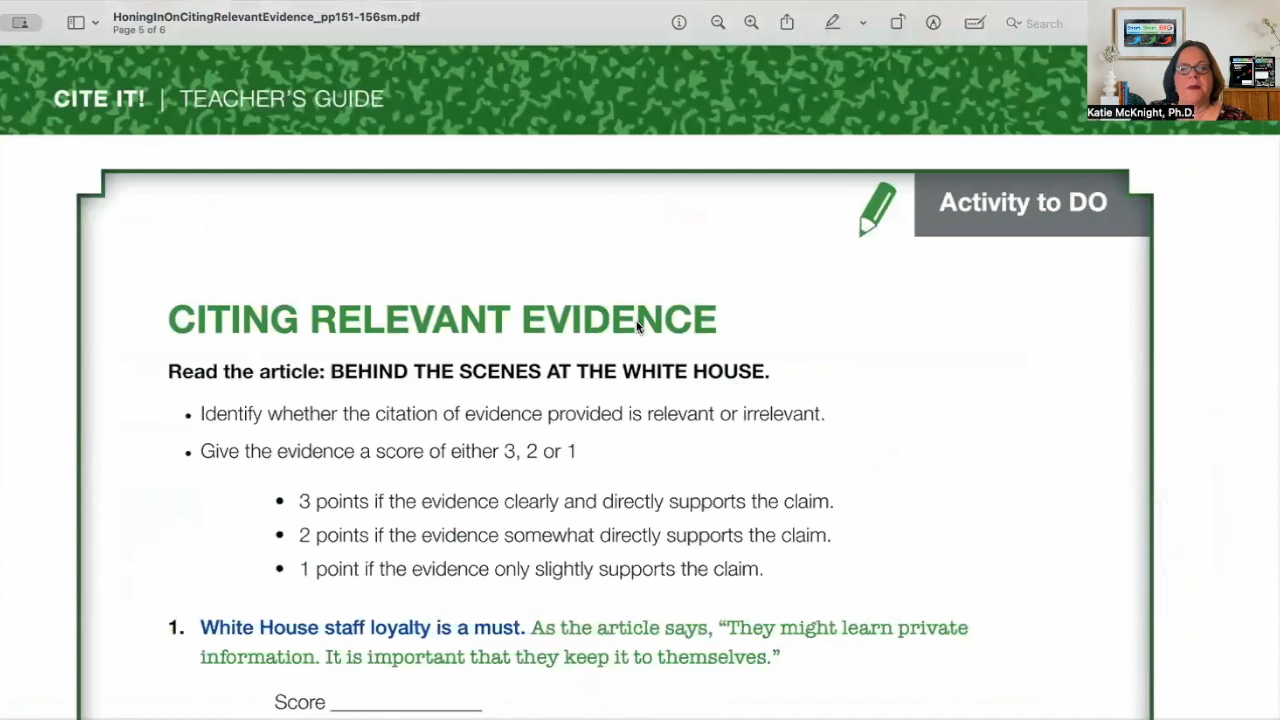 HoningInOnCitingRelevantEvidence_pp151-156sm.pdf
Page 5 of 6
Search
Katie McKnight, Ph.D.
CITE IT! | TEACHER'S GUIDE
Activity to DO
CITING RELEVANT EVIDENCE
Read the article: BEHIND THE SCENES AT THE WHITE HOUSE.
• Identify whether the citation of evidence provided is relevant or irrelevant.
• Give the evidence a score of either 3, 2 or 1
• 3 points if the evidence clearly and directly supports the claim.
• 2 points if the evidence somewhat directly supports the claim.
• 1 point if the evidence only slightly supports the claim.
1. White House staff loyalty is a must. As the article says, "They might learn private
information. It is important that they keep it to themselves."
Score ______________